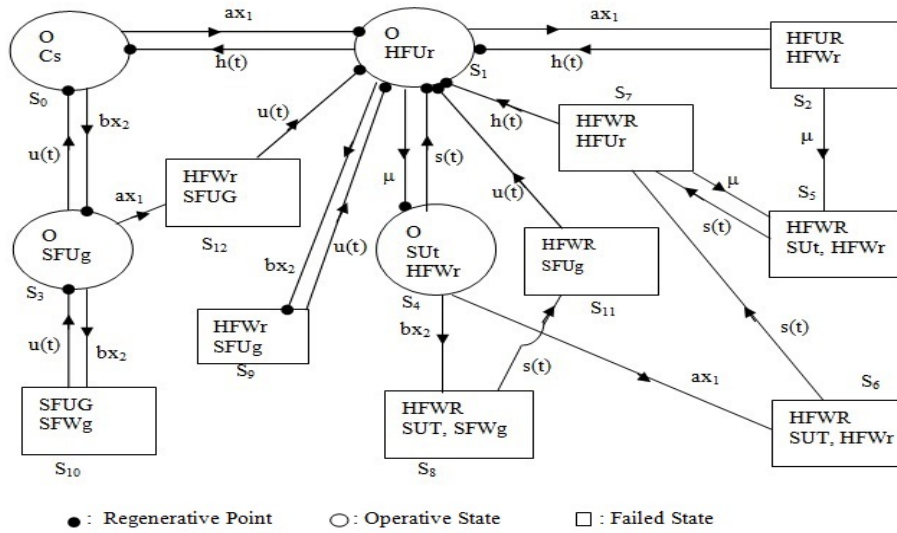 ax₁
ax₁
O
Cs
O
HFUr
HFUR
HFWr
h(t)
S₁
h(t)
S₀
S₂
bx₂
u(t)
u(t)
S₇
HFWR
HFUr
h(t)
μ
μ
s(t)
ax₁
HFWr
SFUG
S₁₂
μ
s(t)
S₅
HFWR
SUt, HFWr
O
SFUg
S₃
bx₂
u(t)
O
SUt
HFWr
S₄
u(t)
HFWR
SFUg
S₁₁
u(t)
bx₂
HFWr
SFUg
S₉
bx₂
s(t)
s(t)
ax₁
S₆
SFUG
SFWg
S₁₀
HFWR
SUT, SFWg
S₈
HFWR
SUT, HFWr
: Regenerative Point
: Operative State
: Failed State